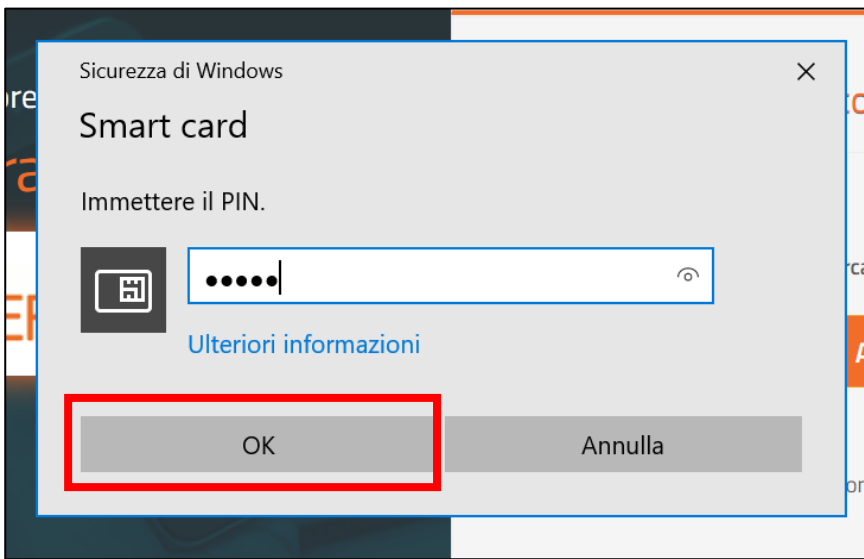 Sicurezza di Windows
Smart card
Immettere il PIN.
•••••
Ulteriori informazioni
OK
Annulla